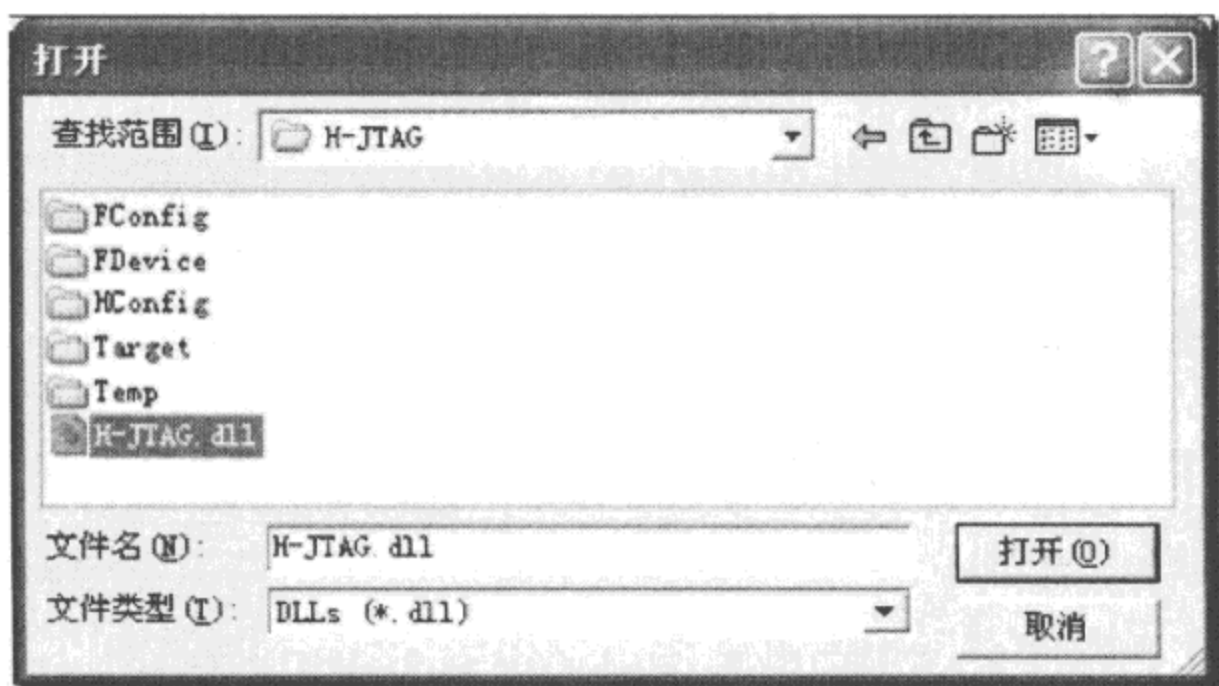 打开
查找范围(I): H-JTAG
FConfig
FDevice
HConfig
Target
Temp
H-JTAG.dll
文件名(N): H-JTAG.dll 打开(O)
文件类型(T): DLLs (*.dll)
取消